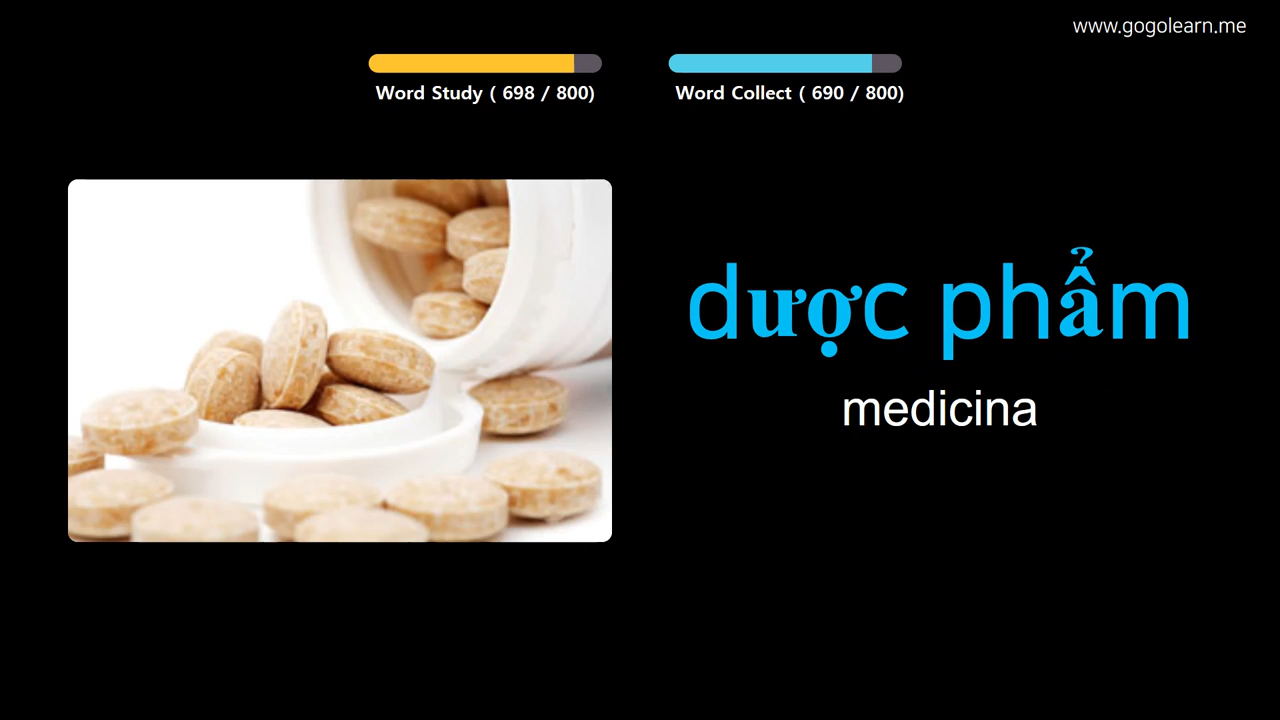 www.gogolearn.me
Word Study ( 698 / 800)
Word Collect ( 690 / 800)
dược phẩm
medicina